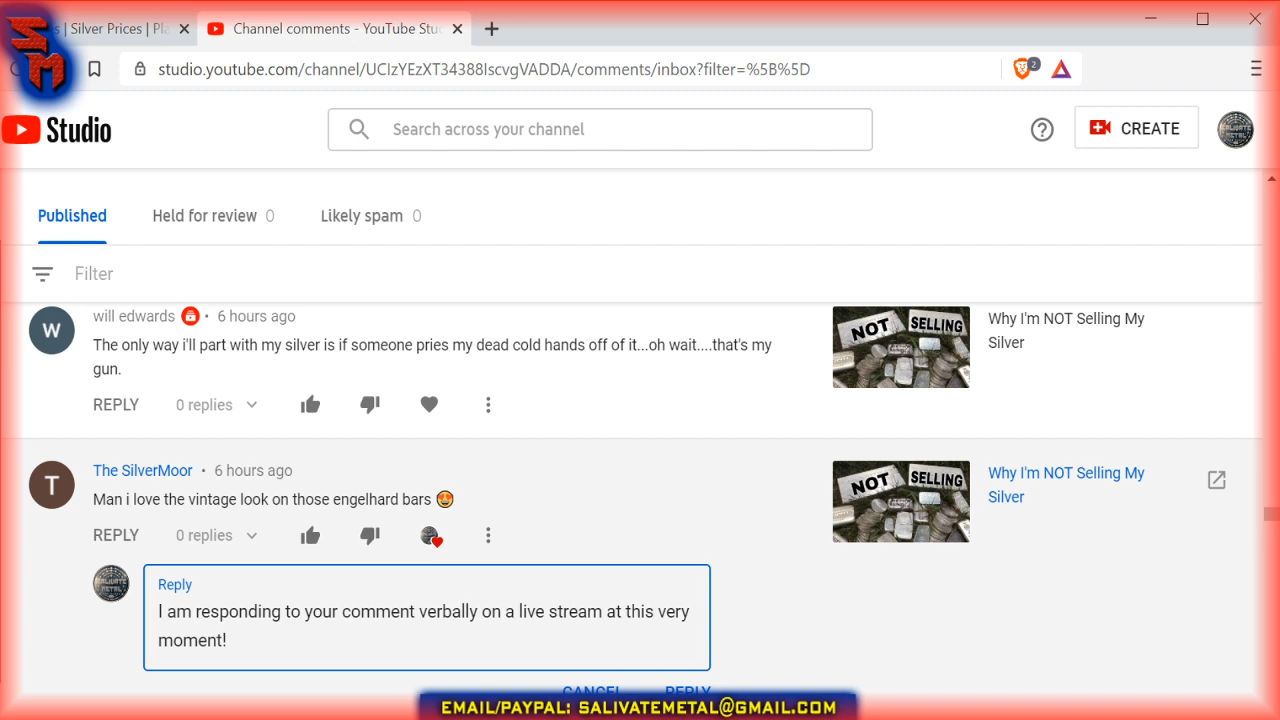 SM
s | Silver Prices | Pla
Channel comments - YouTube Stu
studio.youtube.com/channel/UCIzYEzXT34388IscvgVADDA/comments/inbox?filter=%5B%5D
2
Studio
Search across your channel
CREATE
SALIVATE METAL
Published
Held for review 0
Likely spam 0
Filter
W
will edwards • 6 hours ago
The only way i'll part with my silver is if someone pries my dead cold hands off of it...oh wait....that's my
gun.
REPLY
0 replies
NOT SELLING
Why I'm NOT Selling My
Silver
T
The SilverMoor • 6 hours ago
Man i love the vintage look on those engelhard bars 😍
REPLY
0 replies
NOT SELLING
Why I'm NOT Selling My
Silver
SALIVATE METAL
Reply
I am responding to your comment verbally on a live stream at this very
moment!
CANCEL
REPLY
EMAIL/PAYPAL: SALIVATEMETAL@GMAIL.COM